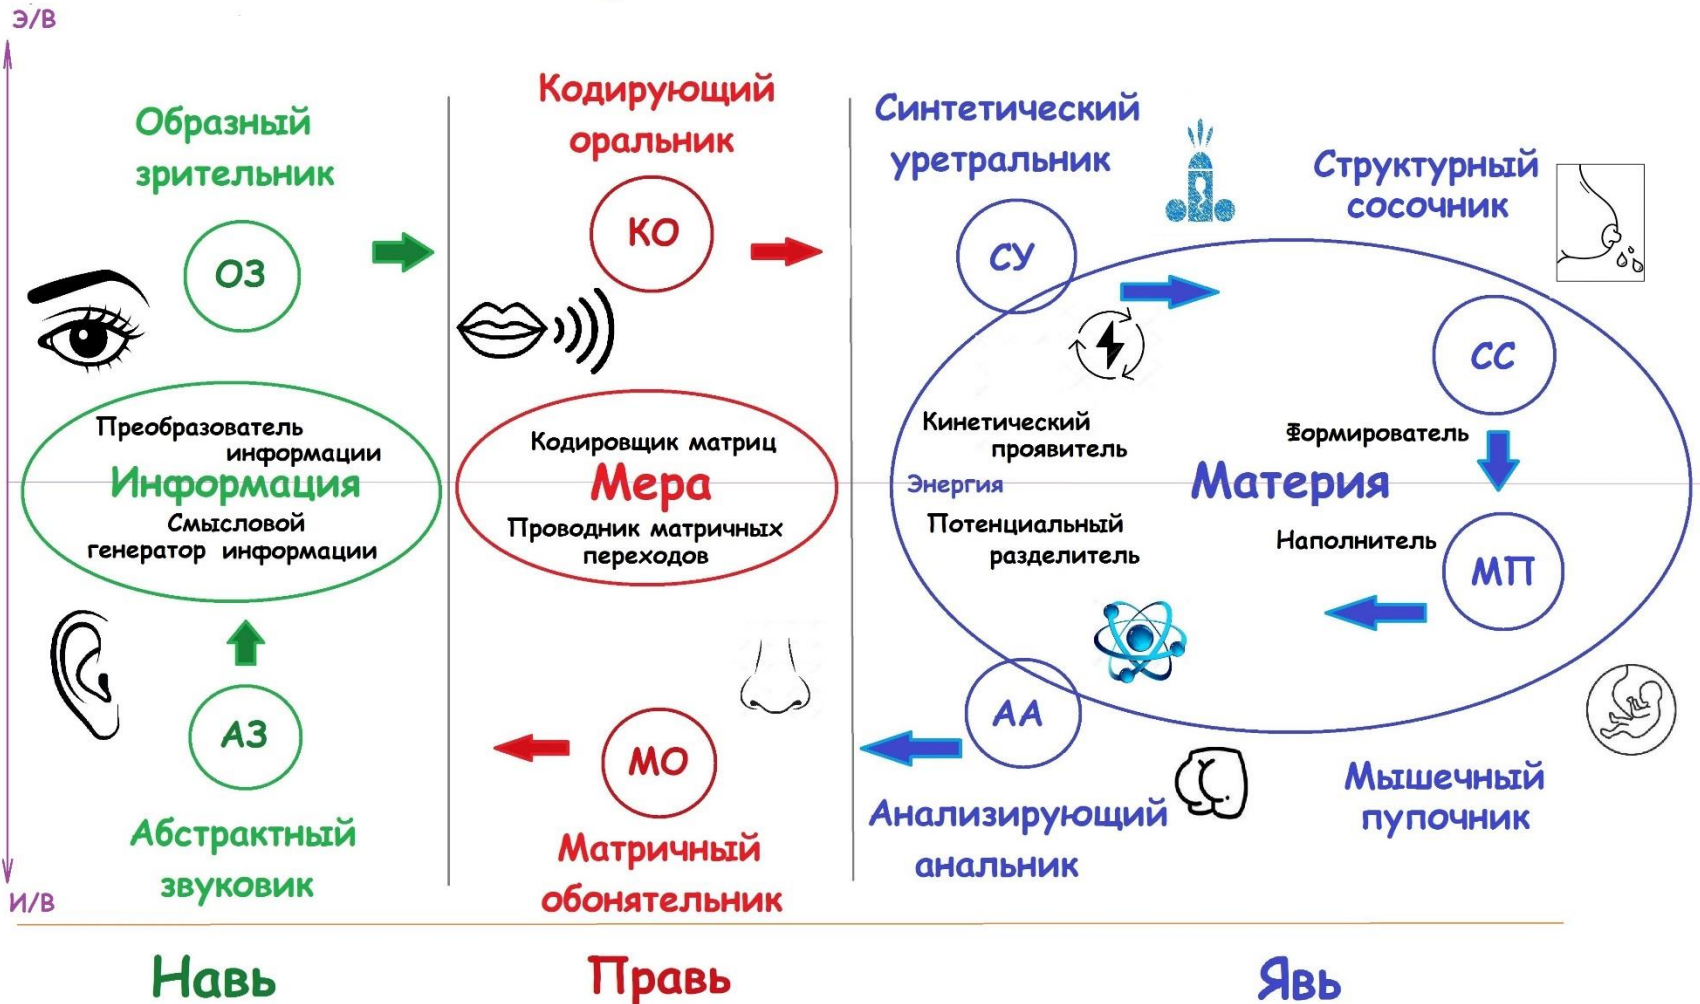 Э/В
Образный
зрительник
ОЗ
Преобразователь
информации
Информация
Смысловой
генератор информации
АЗ
Абстрактный
звуковик
И/В
Навь
Кодирующий
оральник
КО
Кодировщик матриц
Мера
Проводник матричных
переходов
МО
Матричный
обонятельник
Правь
Синтетический
уретральник
СУ
Структурный
сосочник
СС
Кинетический
проявитель
Формирователь
Энергия
Материя
Потенциальный
разделитель
Наполнитель
МП
АА
Анализирующий
анальник
Мышечный
пупочник
Явь